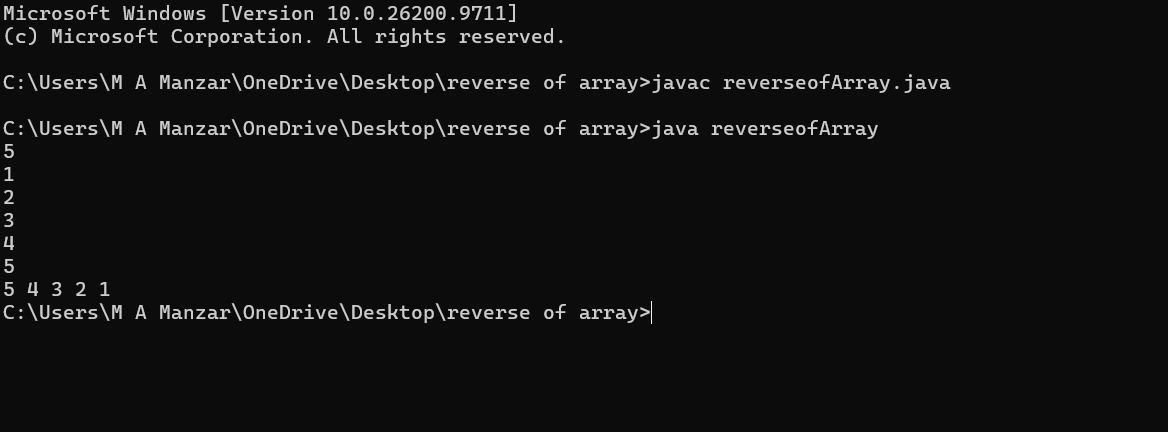 Microsoft Windows [Version 10.0.26200.9711]
(c) Microsoft Corporation. All rights reserved.
C:\Users\M A Manzar\OneDrive\Desktop\reverse of array>javac reverseofArray.java
C:\Users\M A Manzar\OneDrive\Desktop\reverse of array>java reverseofArray
5
1
2
3
4
5
5 4 3 2 1
C:\Users\M A Manzar\OneDrive\Desktop\reverse of array>